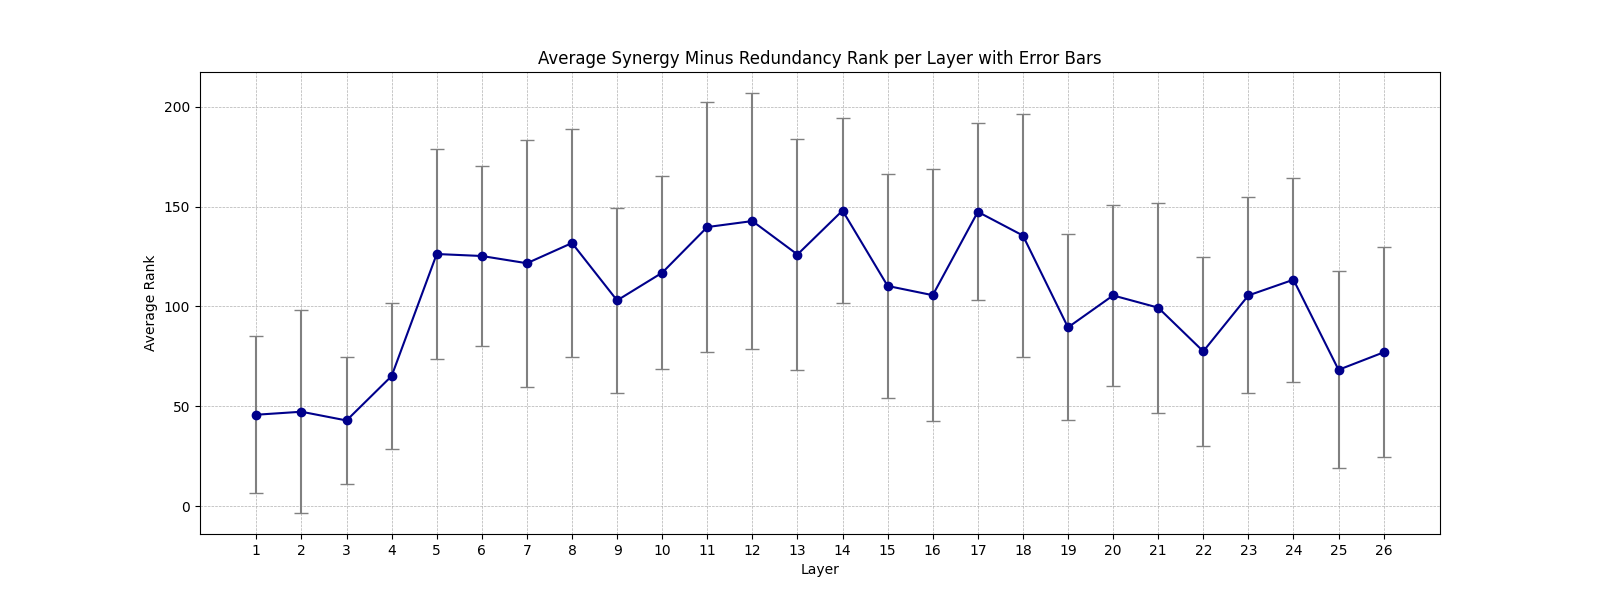 Average Synergy Minus Redundancy Rank per Layer with Error Bars
200
150
100
50
0
Average Rank
1 2 3 4 5 6 7 8 9 10 11 12 13 14 15 16 17 18 19 20 21 22 23 24 25 26
Layer